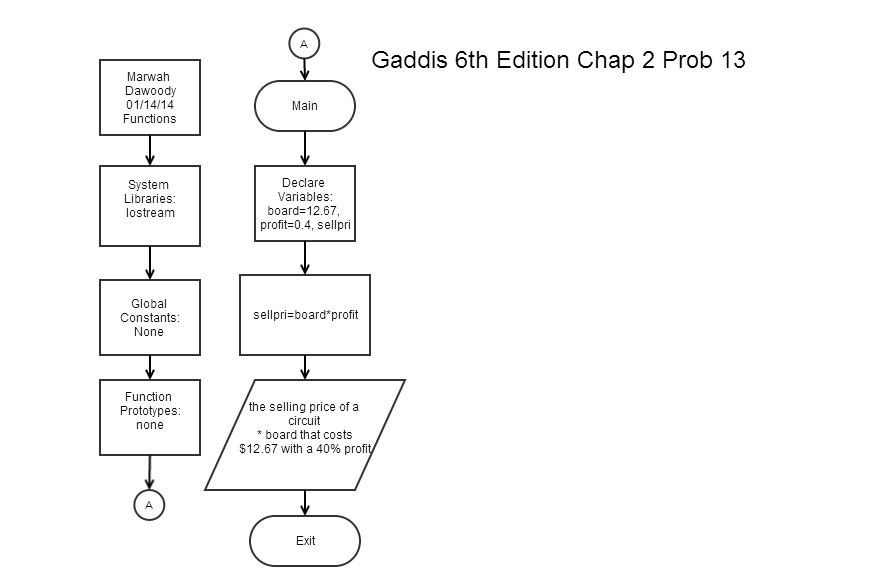 Gaddis 6th Edition Chap 2 Prob 13
Marwah
Dawoody
01/14/14
Functions
System
Libraries:
Iostream
Global
Constants:
None
Function
Prototypes:
none
A
A
Main
Declare
Variables:
board=12.67,
profit=0.4, sellpri
sellpri=board*profit
the selling price of a
circuit
* board that costs
$12.67 with a 40% profit
Exit